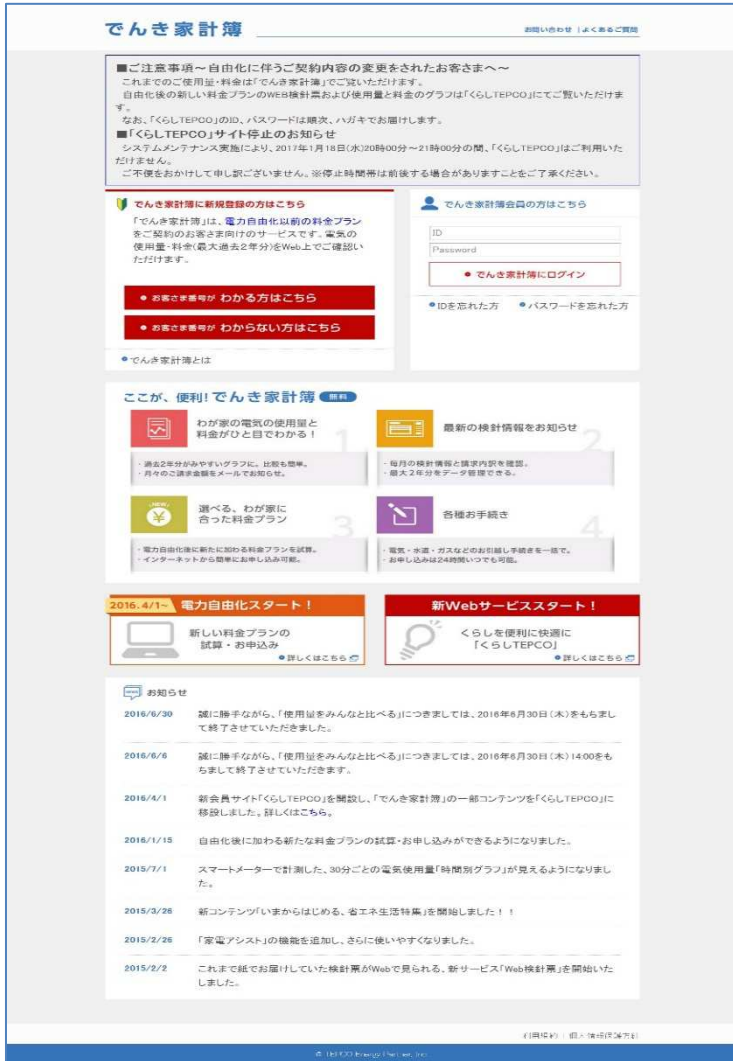 でんき家計簿
お問い合わせ | よくあるご質問
■ご注意事項～自由化に伴うご契約内容の変更をされたお客さまへ～
これまでのご使用量・料金は「でんき家計簿」でご覧いただけます。
自由化後の新しい料金プランのWEB検針票および使用量と料金のグラフは「くらしTEPCO」にてご覧いただけま
す。
なお、「くらしTEPCO」のID、パスワードは順次、ハガキでお届けします。
■「くらしTEPCO」サイト停止のお知らせ
システムメンテナンス実施により、2017年1月18日(水)20時00分～21時00分の間、「くらしTEPCO」はご利用いた
だけません。
ご不便をおかけして申し訳ございません。※停止時間帯は前後する場合がありますことをご了承ください。
でんき家計簿に新規登録の方はこちら
「でんき家計簿」は、電力自由化以前の料金プラン
をご契約のお客さま向けのサービスです。電気の
使用量・料金(最大過去2年分)をWeb上でご確認い
ただけます。
お客さま番号が わかる方はこちら
お客さま番号が わからない方はこちら
でんき家計簿とは
でんき家計簿会員の方はこちら
ID
Password
でんき家計簿にログイン
IDを忘れた方 パスワードを忘れた方
ここが、便利!でんき家計簿 無料
わが家の電気の使用量と
料金がひと目でわかる！
1
・過去2年分がみやすいグラフに。比較も簡単。
・月々のご請求金額をメールでお知らせ。
最新の検針情報をお知らせ
2
・毎月の検針情報と請求内訳を確認。
・最大2年分をデータ管理できる。
選べる、わが家に
合った料金プラン
3
・電力自由化後に新たに加わる料金プランを試算。
・インターネットから簡単にお申し込み可能。
各種お手続き
4
・電気・水道・ガスなどのお引越し手続きを一括で。
・お申し込みは24時間いつでも可能。
2016.4/1~ 電力自由化スタート！
新しい料金プランの
試算・お申込み
詳しくはこちら
新Webサービススタート！
くらしを便利に快適に
「くらしTEPCO」
詳しくはこちら
お知らせ
2016/6/30 誠に勝手ながら、「使用量をみんなと比べる」につきましては、2016年6月30日(木)をもちまし
て終了させていただきました。
2016/6/6 誠に勝手ながら、「使用量をみんなと比べる」につきましては、2016年6月30日(木)14:00をも
ちまして終了させていただきます。
2016/4/1 新会員サイト「くらしTEPCO」を開設し、「でんき家計簿」の一部コンテンツを「くらしTEPCO」に
移設しました。詳しくはこちら。
2016/1/15 自由化後に加わる新たな料金プランの試算・お申し込みができるようになりました。
2015/7/1 スマートメーターで計測した、30分ごとの電気使用量「時間別グラフ」が見えるようになりまし
た。
2015/3/26 新コンテンツ「いまからはじめる、省エネ生活特集」を開始しました！！
2015/2/26 「家電アシスト」の機能を追加し、さらに使いやすくなりました。
2015/2/2 これまで紙でお届けしていた検針票がWebで見られる、新サービス「Web検針票」を開始いた
しました。
利用規約 | 個人情報保護方針
© TEPCO Energy Partner, Inc.